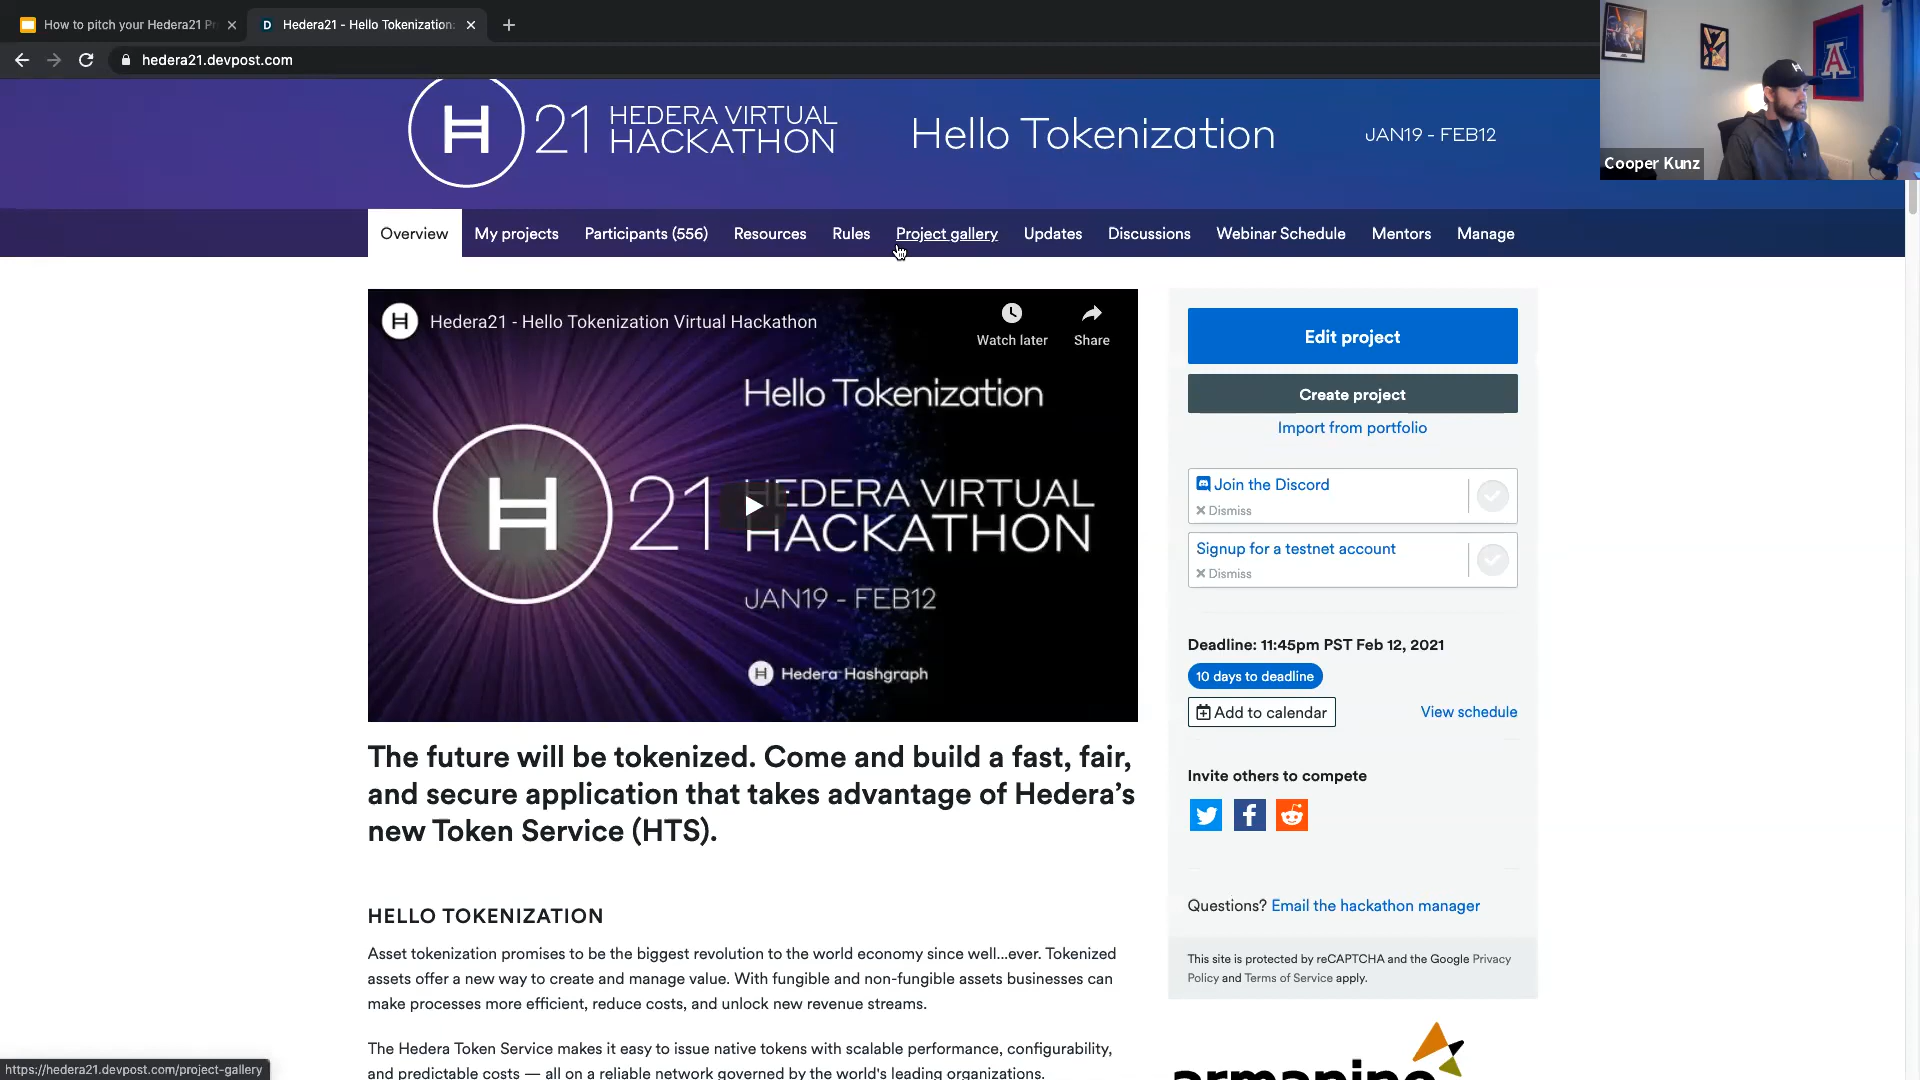 How to pitch your Hedera21 Pr
Hedera21 - Hello Tokenization
hedera21.devpost.com
Cooper Kunz
H 21 HEDERA VIRTUAL
HACKATHON
Hello Tokenization
JAN19 - FEB12
Overview My projects Participants (556) Resources Rules Project gallery Updates Discussions Webinar Schedule Mentors Manage
Hedera21 - Hello Tokenization Virtual Hackathon
Watch later Share
Hello Tokenization
H 21 HEDERA VIRTUAL
HACKATHON
JAN19 - FEB12
Hedera Hashgraph
Edit project
Create project
Import from portfolio
Join the Discord
Dismiss
Signup for a testnet account
Dismiss
Deadline: 11:45pm PST Feb 12, 2021
10 days to deadline
Add to calendar View schedule
Invite others to compete
Questions? Email the hackathon manager
This site is protected by reCAPTCHA and the Google Privacy
Policy and Terms of Service apply.
armanino
The future will be tokenized. Come and build a fast, fair,
and secure application that takes advantage of Hedera's
new Token Service (HTS).
HELLO TOKENIZATION
Asset tokenization promises to be the biggest revolution to the world economy since well...ever. Tokenized
assets offer a new way to create and manage value. With fungible and non-fungible assets businesses can
make processes more efficient, reduce costs, and unlock new revenue streams.
The Hedera Token Service makes it easy to issue native tokens with scalable performance, configurability,
and predictable costs — all on a reliable network governed by the world's leading organizations.
https://hedera21.devpost.com/project-gallery